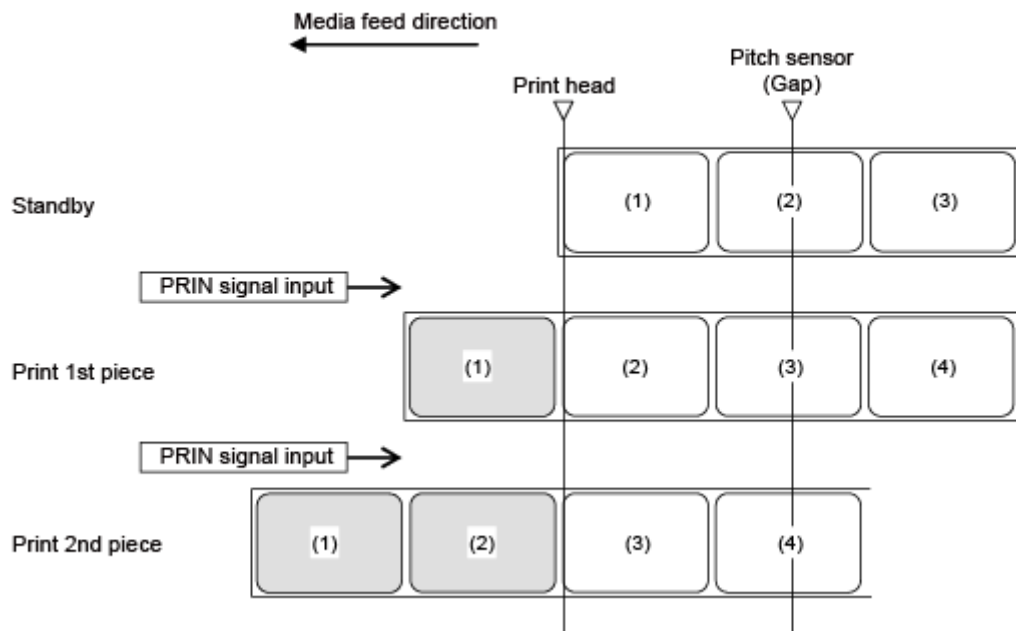 Media feed direction
Print head
Pitch sensor
(Gap)
Standby
(1)
(2)
(3)
PRIN signal input
Print 1st piece
(1)
(2)
(3)
(4)
PRIN signal input
Print 2nd piece
(1)
(2)
(3)
(4)